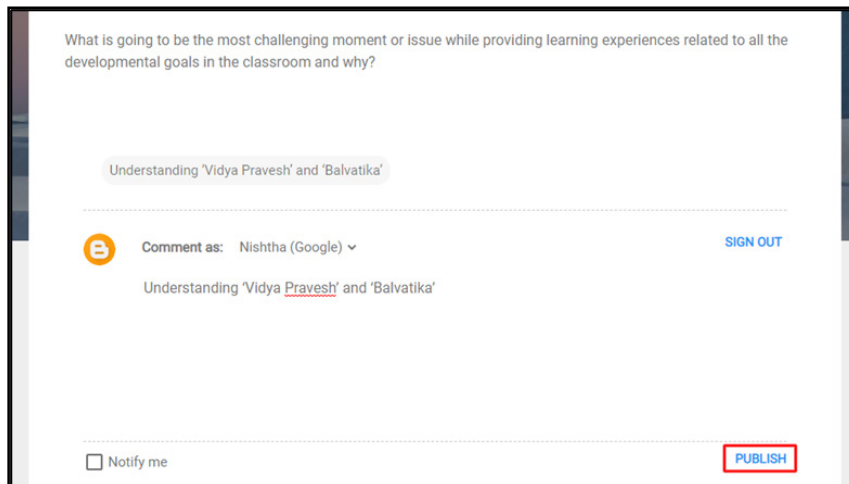 What is going to be the most challenging moment or issue while providing learning experiences related to all the
developmental goals in the classroom and why?
Understanding ‘Vidya Pravesh’ and ‘Balvatika’
Comment as: Nishtha (Google)
SIGN OUT
Understanding ‘Vidya Pravesh’ and ‘Balvatika’
Notify me
PUBLISH